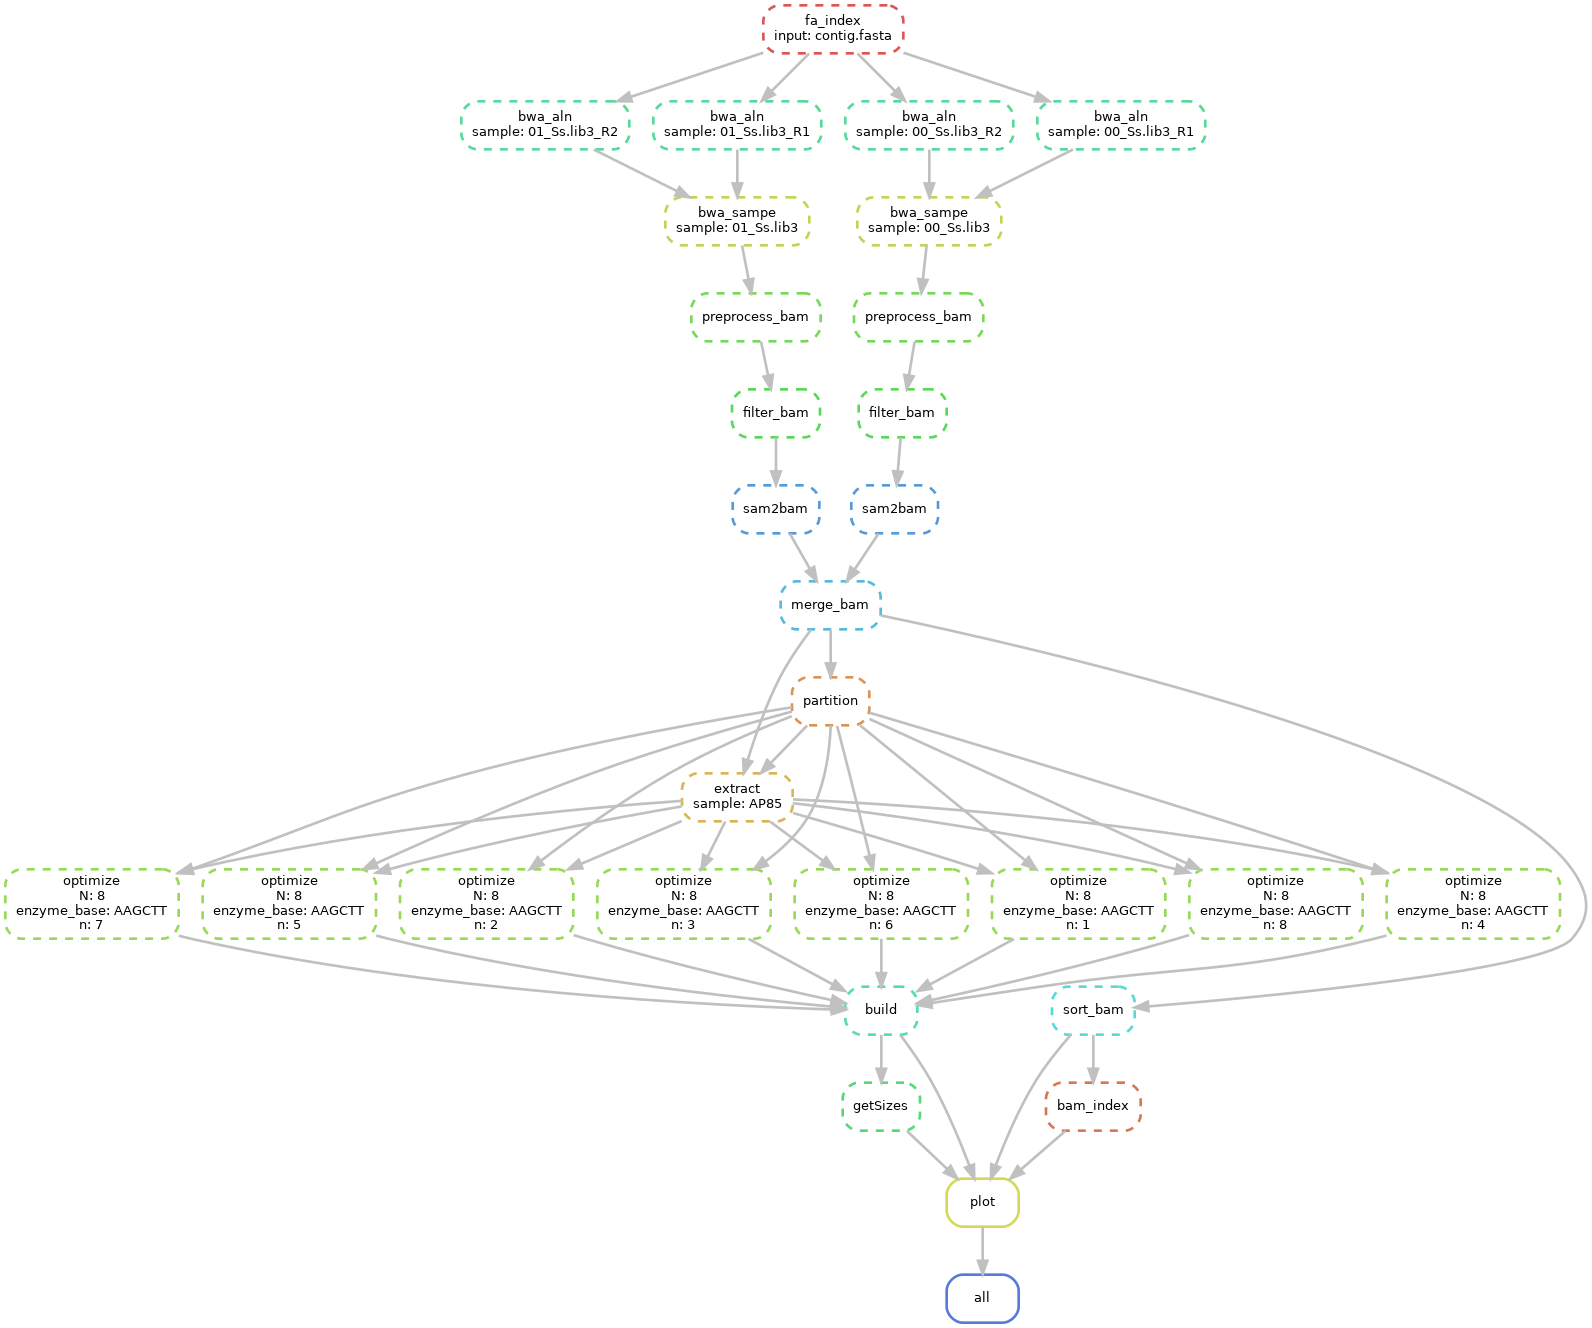 fa_index
input: contig.fasta
bwa_aln
sample: 01_Ss.lib3_R2
bwa_aln
sample: 01_Ss.lib3_R1
bwa_aln
sample: 00_Ss.lib3_R2
bwa_aln
sample: 00_Ss.lib3_R1
bwa_sampe
sample: 01_Ss.lib3
bwa_sampe
sample: 00_Ss.lib3
preprocess_bam
preprocess_bam
filter_bam
filter_bam
sam2bam
sam2bam
merge_bam
partition
extract
sample: AP85
optimize
N: 8
enzyme_base: AAGCTT
n: 7
optimize
N: 8
enzyme_base: AAGCTT
n: 5
optimize
N: 8
enzyme_base: AAGCTT
n: 2
optimize
N: 8
enzyme_base: AAGCTT
n: 3
optimize
N: 8
enzyme_base: AAGCTT
n: 6
optimize
N: 8
enzyme_base: AAGCTT
n: 1
optimize
N: 8
enzyme_base: AAGCTT
n: 8
optimize
N: 8
enzyme_base: AAGCTT
n: 4
build
sort_bam
getSizes
bam_index
plot
all